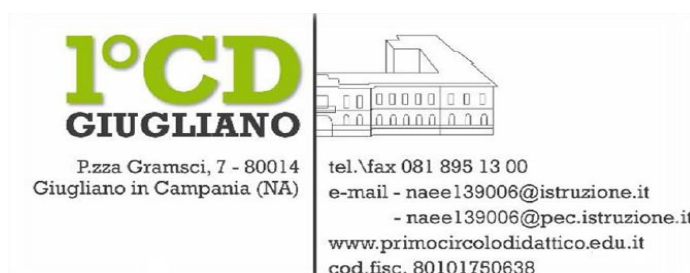 1°CD
GIUGLIANO
P.zza Gramsci, 7 - 80014
Giugliano in Campania (NA)
tel.\fax 081 895 13 00
e-mail - naee139006@istruzione.it
- naee139006@pec.istruzione.it
www.primocircolodidattico.edu.it
cod.fisc. 80101750638